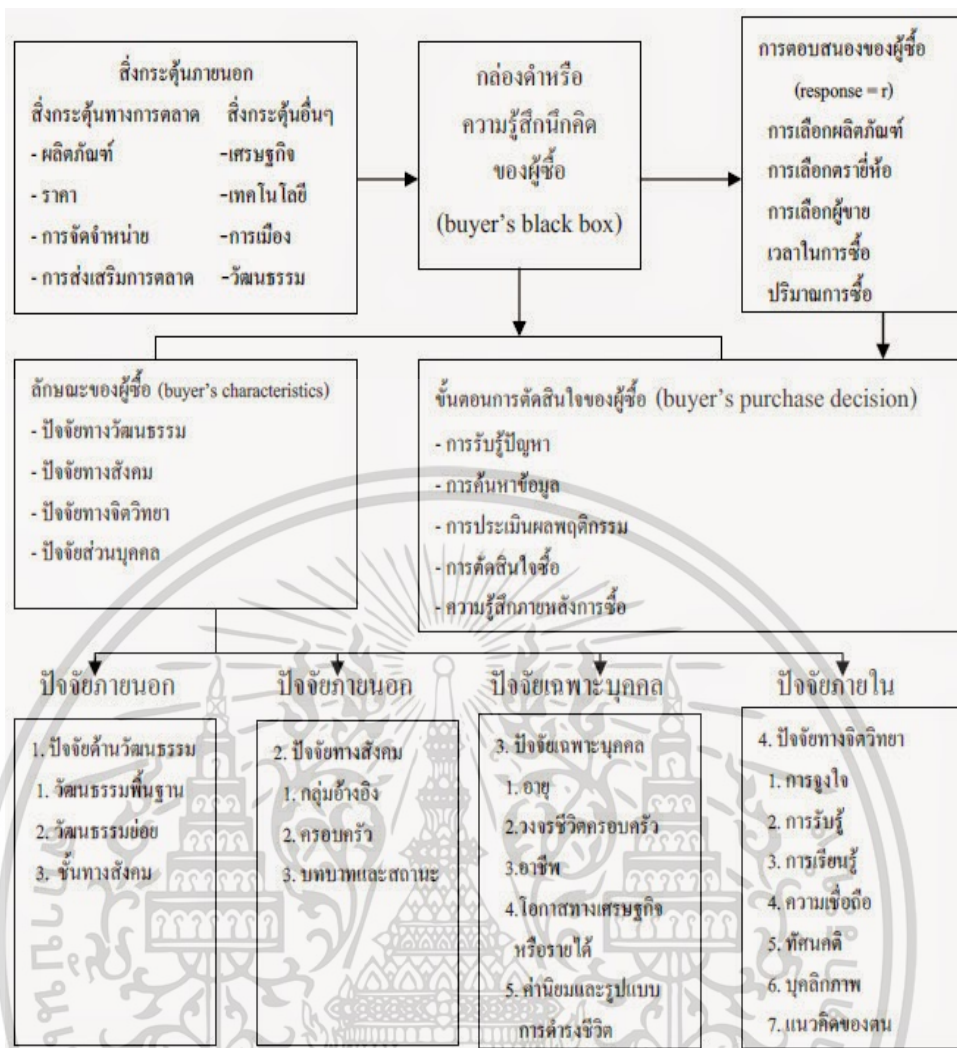 สิ่งกระตุ้นภายนอก
สิ่งกระตุ้นทางการตลาด สิ่งกระตุ้นอื่นๆ
- ผลิตภัณฑ์ -เศรษฐกิจ
- ราคา -เทคโนโลยี
- การจัดจำหน่าย -การเมือง
- การส่งเสริมการตลาด -วัฒนธรรม
กล่องดำหรือ
ความรู้สึกนึกคิด
ของผู้ซื้อ
(buyer's black box)
การตอบสนองของผู้ซื้อ
(response = r)
การเลือกผลิตภัณฑ์
การเลือกตรายี่ห้อ
การเลือกผู้ขาย
เวลาในการซื้อ
ปริมาณการซื้อ
ลักษณะของผู้ซื้อ (buyer's characteristics)
- ปัจจัยทางวัฒนธรรม
- ปัจจัยทางสังคม
- ปัจจัยทางจิตวิทยา
- ปัจจัยส่วนบุคคล
ขั้นตอนการตัดสินใจของผู้ซื้อ (buyer's purchase decision)
- การรับรู้ปัญหา
- การค้นหาข้อมูล
- การประเมินผลพฤติกรรม
- การตัดสินใจซื้อ
- ความรู้สึกภายหลังการซื้อ
ปัจจัยภายนอก
1. ปัจจัยด้านวัฒนธรรม
1. วัฒนธรรมพื้นฐาน
2. วัฒนธรรมย่อย
3. ชั้นทางสังคม
ปัจจัยภายนอก
2. ปัจจัยทางสังคม
1. กลุ่มอ้างอิง
2. ครอบครัว
3. บทบาทและสถานะ
ปัจจัยเฉพาะบุคคล
3. ปัจจัยเฉพาะบุคคล
1. อายุ
2.วงจรชีวิตครอบครัว
3.อาชีพ
4.โอกาสทางเศรษฐกิจ
หรือรายได้
5. ค่านิยมและรูปแบบ
การดำรงชีวิต
ปัจจัยภายใน
4. ปัจจัยทางจิตวิทยา
1. การจูงใจ
2. การรับรู้
3. การเรียนรู้
4. ความเชื่อถือ
5. ทัศนคติ
6. บุคลิกภาพ
7. แนวคิดของตน